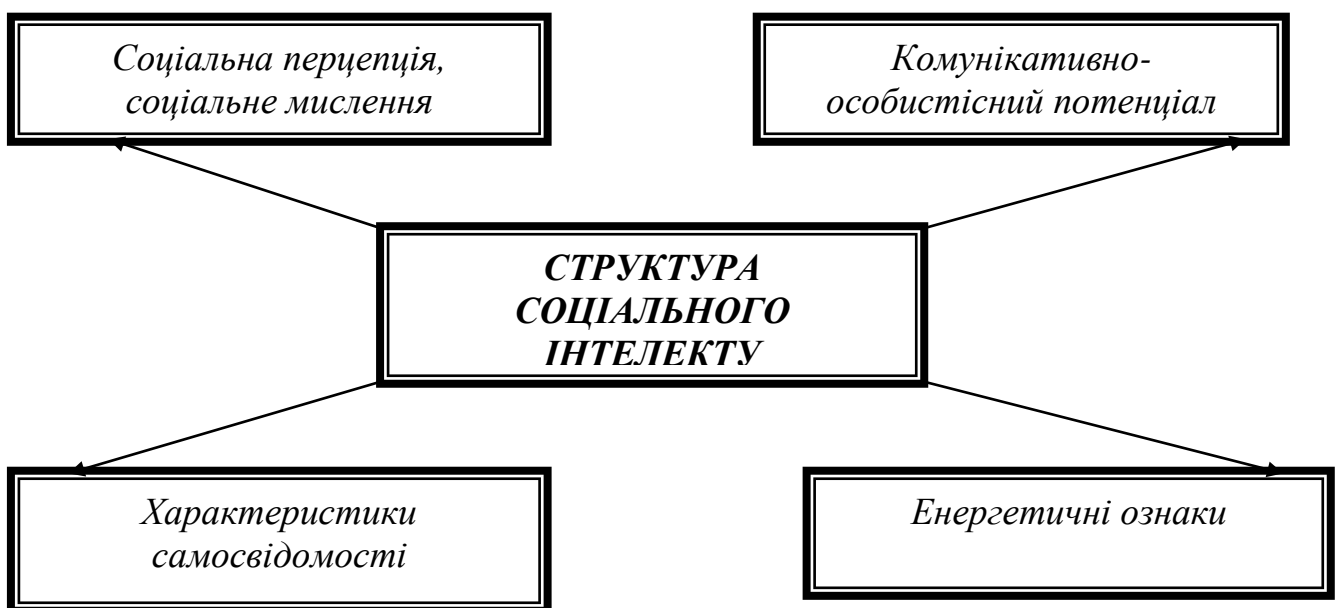 Соціальна перцепція,
соціальне мислення
Комунікативно-
особистісний потенціал
СТРУКТУРА
СОЦІАЛЬНОГО
ІНТЕЛЕКТУ
Характеристики
самосвідомості
Енергетичні ознаки